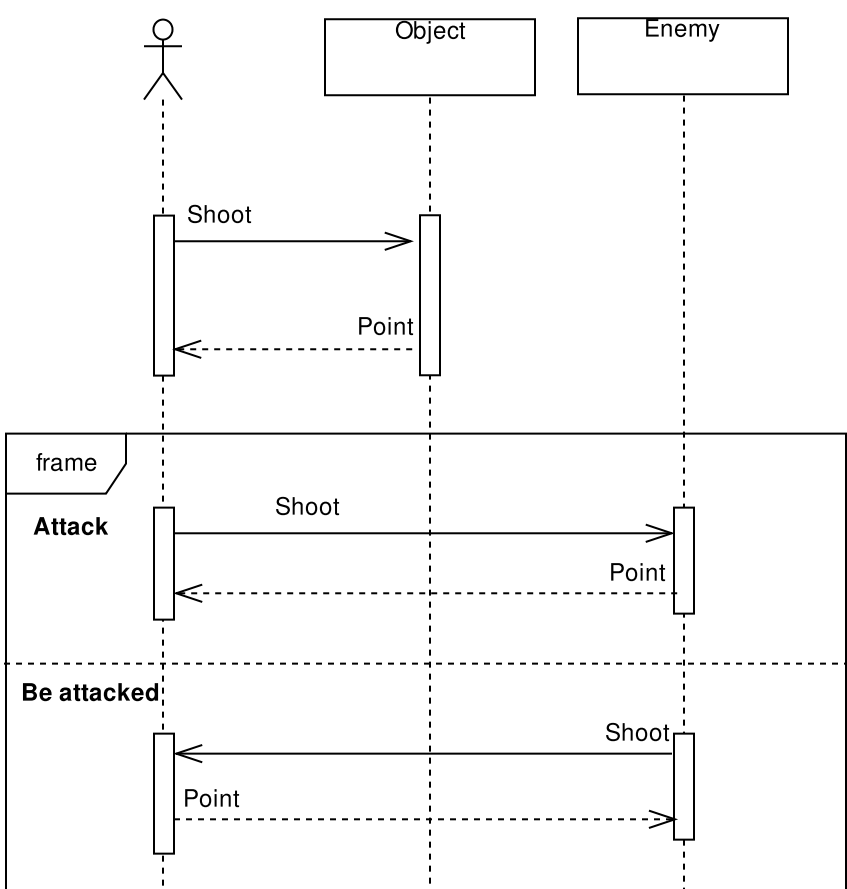 Object
Enemy
Shoot
Point
frame
Shoot
Attack
Point
Be attacked
Shoot
Point